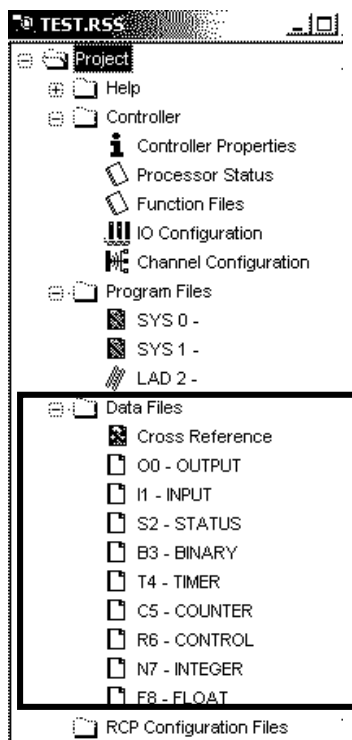 TEST.RSS
Project
Help
Controller
Controller Properties
Processor Status
Function Files
IO Configuration
Channel Configuration
Program Files
SYS 0 -
SYS 1 -
LAD 2 -
Data Files
Cross Reference
O0 - OUTPUT
I1 - INPUT
S2 - STATUS
B3 - BINARY
T4 - TIMER
C5 - COUNTER
R6 - CONTROL
N7 - INTEGER
F8 - FLOAT
RCP Configuration Files